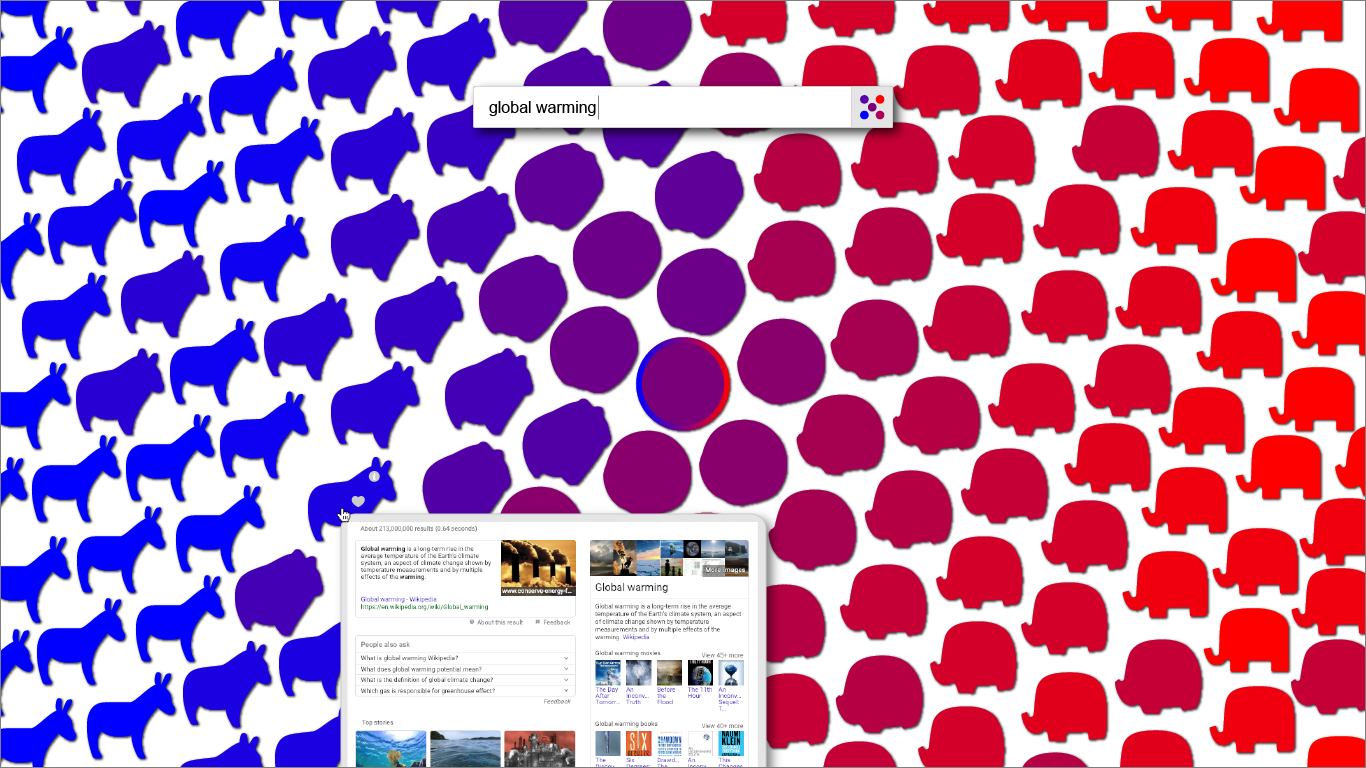 global warming
About 213,000,000 results (0.64 seconds)
Global warming is a long-term rise in the
average temperature of the Earth's climate
system, an aspect of climate change shown by
temperature measurements and by multiple
effects of the warming.
www.conserve-energy-f...
Global warming - Wikipedia
https://en.wikipedia.org/wiki/Global_warming
About this result
Feedback
People also ask
What is global warming Wikipedia?
What does global warming potential mean?
What is the definition of global climate change?
Which gas is responsible for greenhouse effect?
Feedback
Top stories
More images
Global warming
Global warming is a long-term rise in the average
temperature of the Earth's climate system, an aspect
of climate change shown by temperature
measurements and by multiple effects of the
warming. Wikipedia
Global warming movies
View 45+ more
The Day
After
Tomorr...
An
Inconv...
Truth
Before
the
Flood
The 11th
Hour
An
Inconv...
Sequel:
T...
Global warming books
View 40+ more
SIX
DRAWDOWN
NAOMI
KLEIN
The
Discov...
Six
Degrees:
Drawd...
The
An
Inconv...
This
Changes